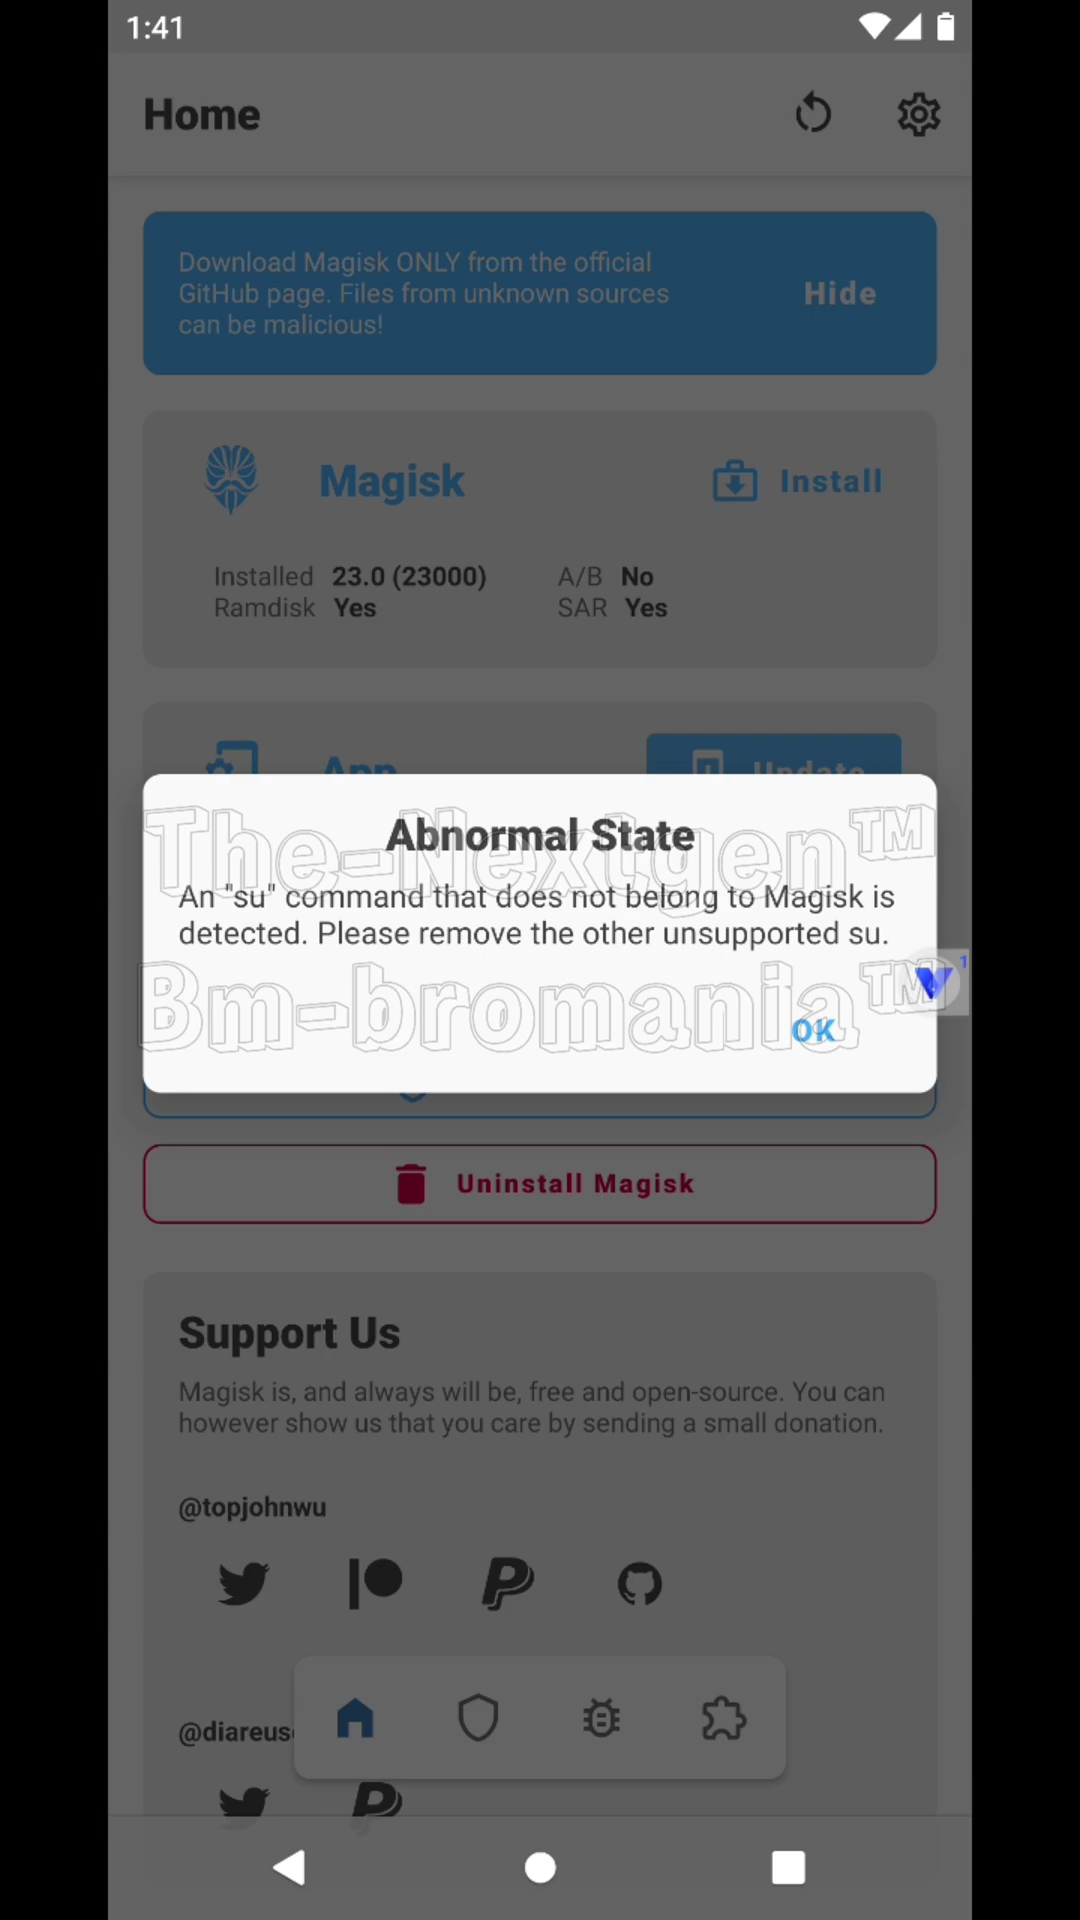 1:41
Home
Download Magisk ONLY from the official
GitHub page. Files from unknown sources
can be malicious!
Hide
Magisk
Install
Installed 23.0 (23000)
A/B No
Ramdisk Yes
SAR Yes
App
Update
The-Nextgen™
Abnormal State
An "su" command that does not belong to Magisk is
detected. Please remove the other unsupported su.
Bm-bromania™
1
OK
Uninstall Magisk
Support Us
Magisk is, and always will be, free and open-source. You can
however show us that you care by sending a small donation.
@topjohnwu
@diareus